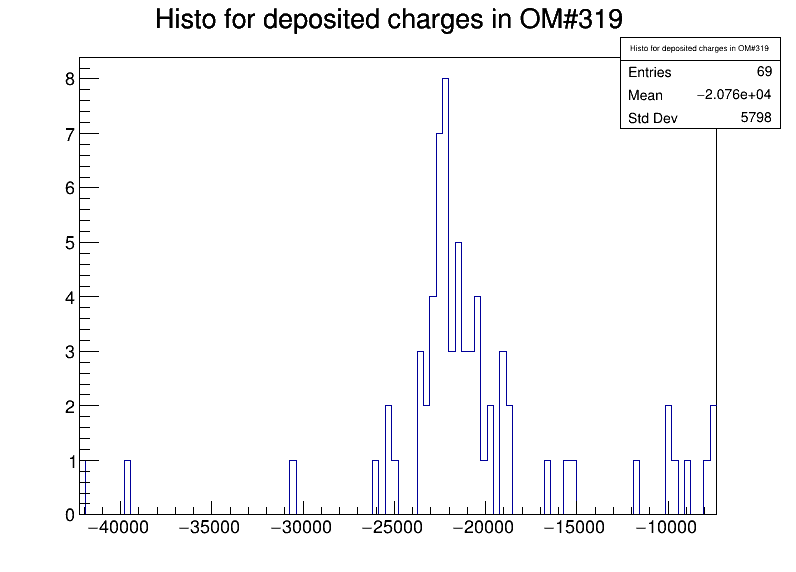 Histo for deposited charges in OM#319
Histo for deposited charges in OM#319
Entries 69
Mean −2.076e+04
Std Dev 5798
8
7
6
5
4
3
2
1
0
−40000 −35000 −30000 −25000 −20000 −15000 −10000